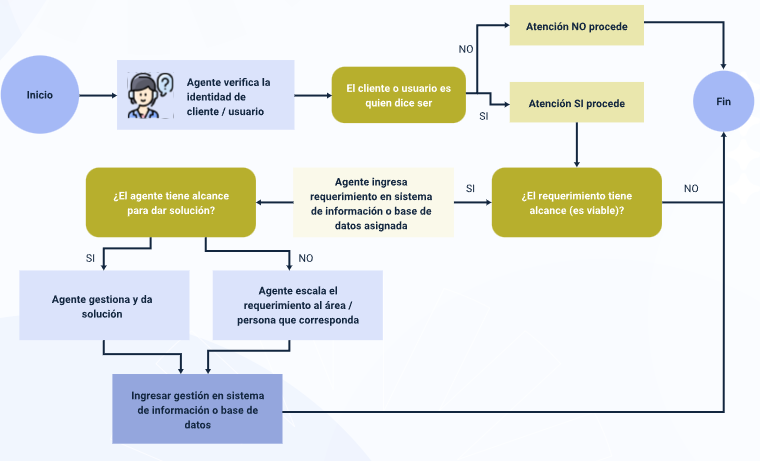 Inicio
Agente verifica la
identidad de
cliente / usuario
El cliente o usuario es
quien dice ser
NO
SI
Atención NO procede
Atención SI procede
Fin
¿El agente tiene alcance
para dar solución?
Agente ingresa
requerimiento en sistema
de información o base de
datos asignada
SI
¿El requerimiento tiene
alcance (es viable)?
NO
SI
NO
Agente gestiona y da
solución
Agente escala el
requerimiento al área /
persona que corresponda
Ingresar gestión en sistema
de información o base de
datos